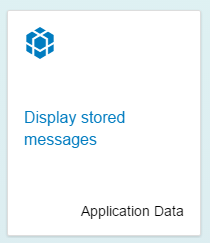 Display stored
messages
Application Data